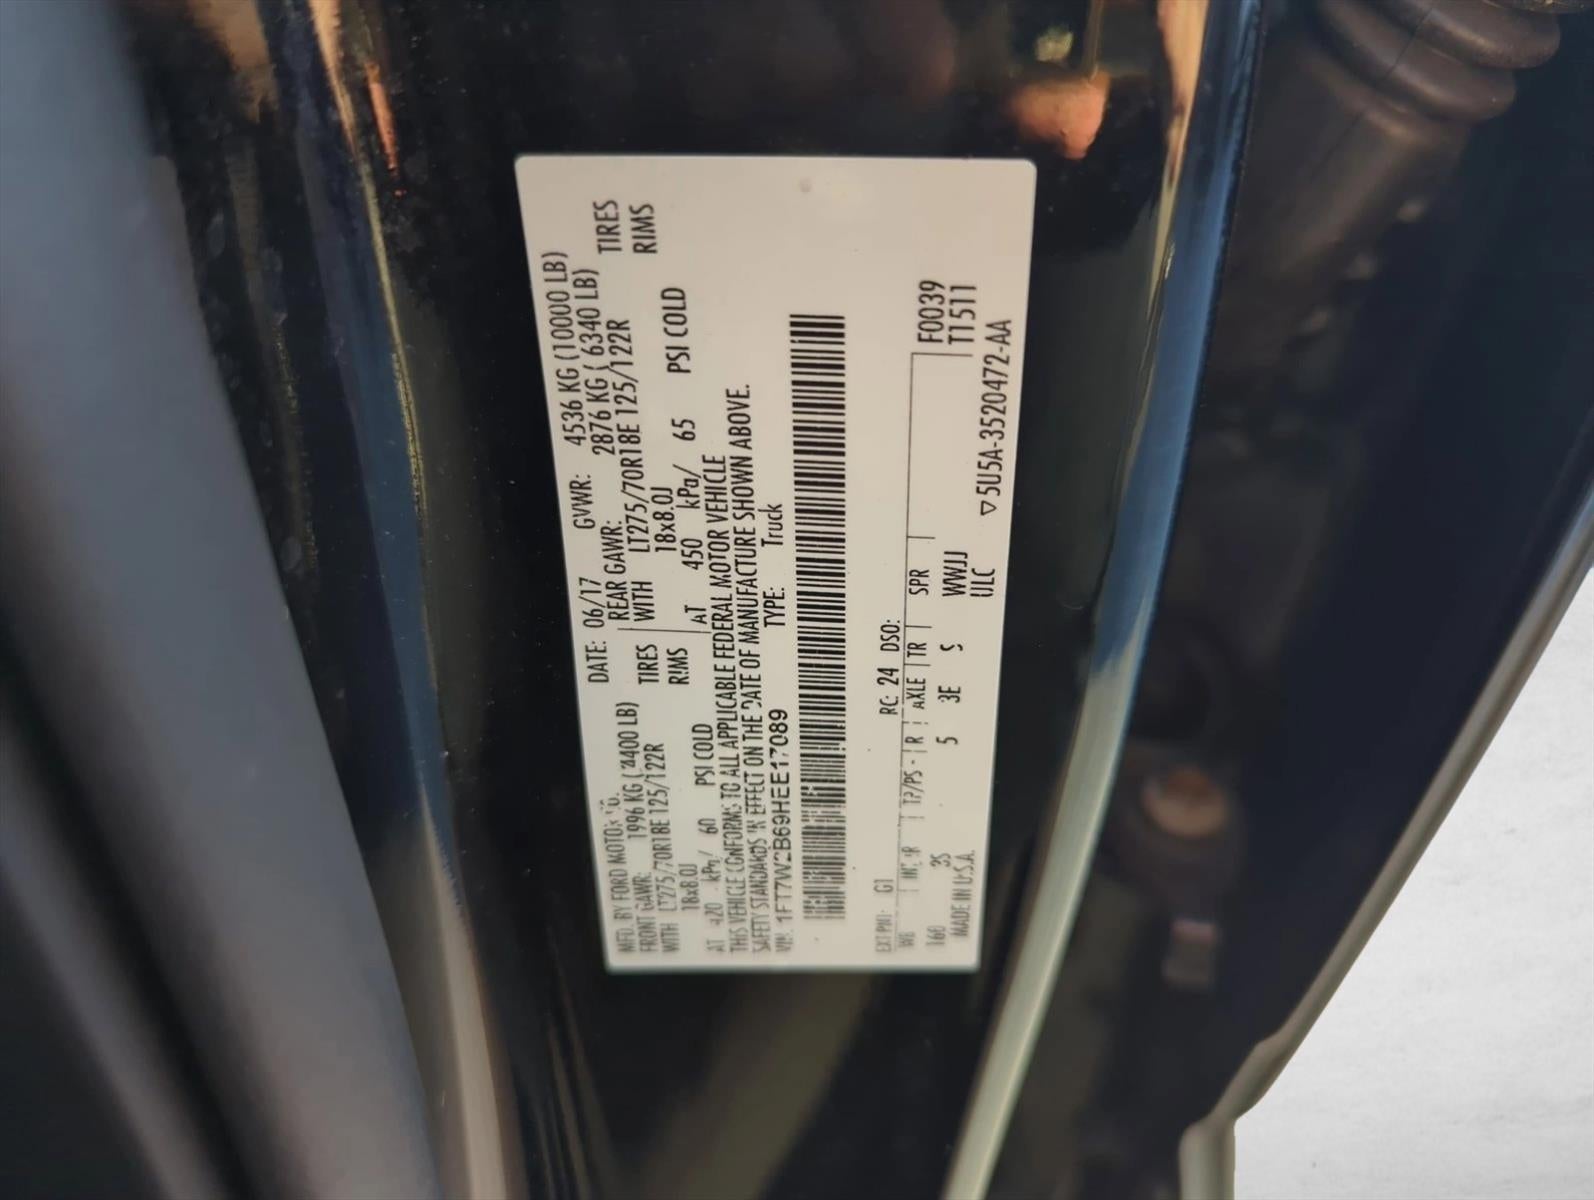 MFD. BY FORD MOTOR CO.
DATE: 06/17 GVWR: 4536 KG (10000 LB)
FRONT GAWR: 1996 KG (4400 LB) REAR GAWR: 2876 KG ( 6340 LB)
WITH LT275/70R18E 125/122R TIRES WITH LT275/70R18E 125/122R TIRES
18x8.0J RIMS 18x8.0J RIMS
AT 420 kPa/ 60 PSI COLD AT 450 kPa/ 65 PSI COLD
THIS VEHICLE CONFORMS TO ALL APPLICABLE FEDERAL MOTOR VEHICLE
SAFETY STANDARDS IN EFFECT ON THE DATE OF MANUFACTURE SHOWN ABOVE.
VIN: 1FT7W2B69HEE17089 TYPE: Truck
EXT PNT: G1 RC: 24 DSO:
WB TP/PS R AXLE TR SPR F0039
160 5 3E S WWJJ T1511
MADE IN U.S.A. ULC
▽5U5A-3520472-AA